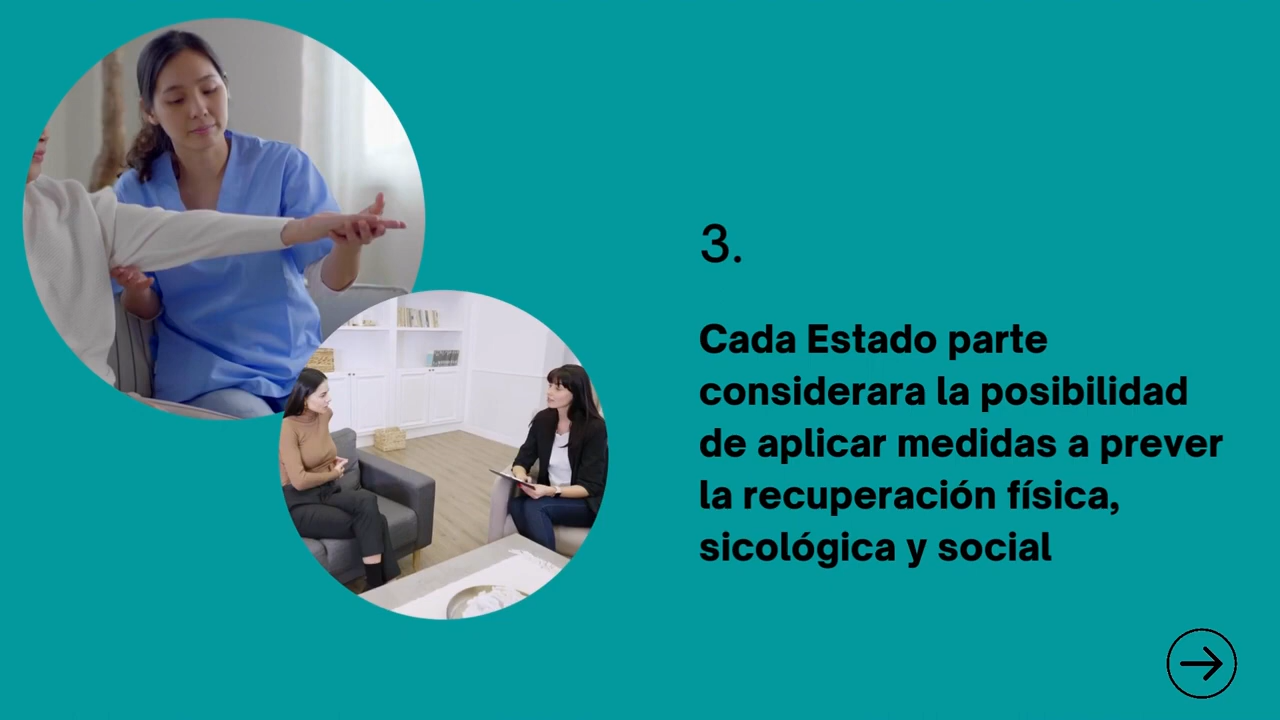 3.
Cada Estado parte
considerara la posibilidad
de aplicar medidas a prever
la recuperación física,
sicológica y social